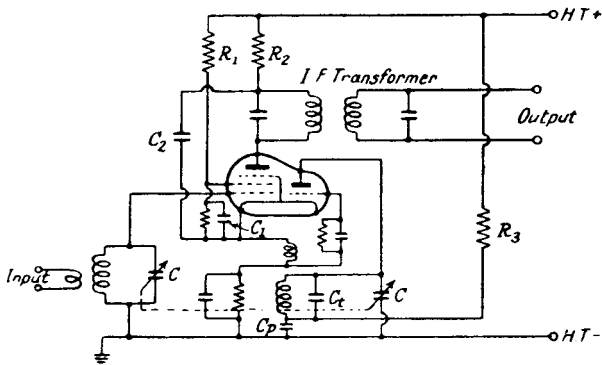 HT+
R₁
R₂
I F Transformer
C₂
Output
C₁
R₃
Input
C
Cₜ
C
Cₚ
HT-